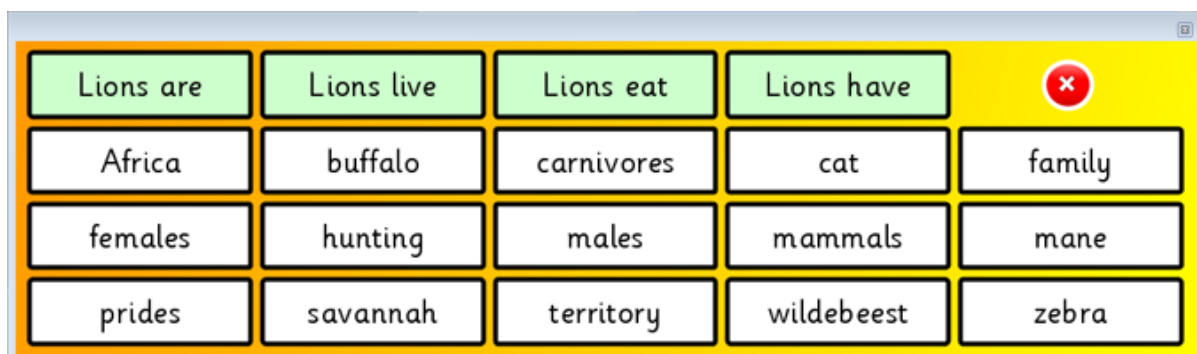 Lions are Lions live Lions eat Lions have
Africa buffalo carnivores cat family
females hunting males mammals mane
prides savannah territory wildebeest zebra